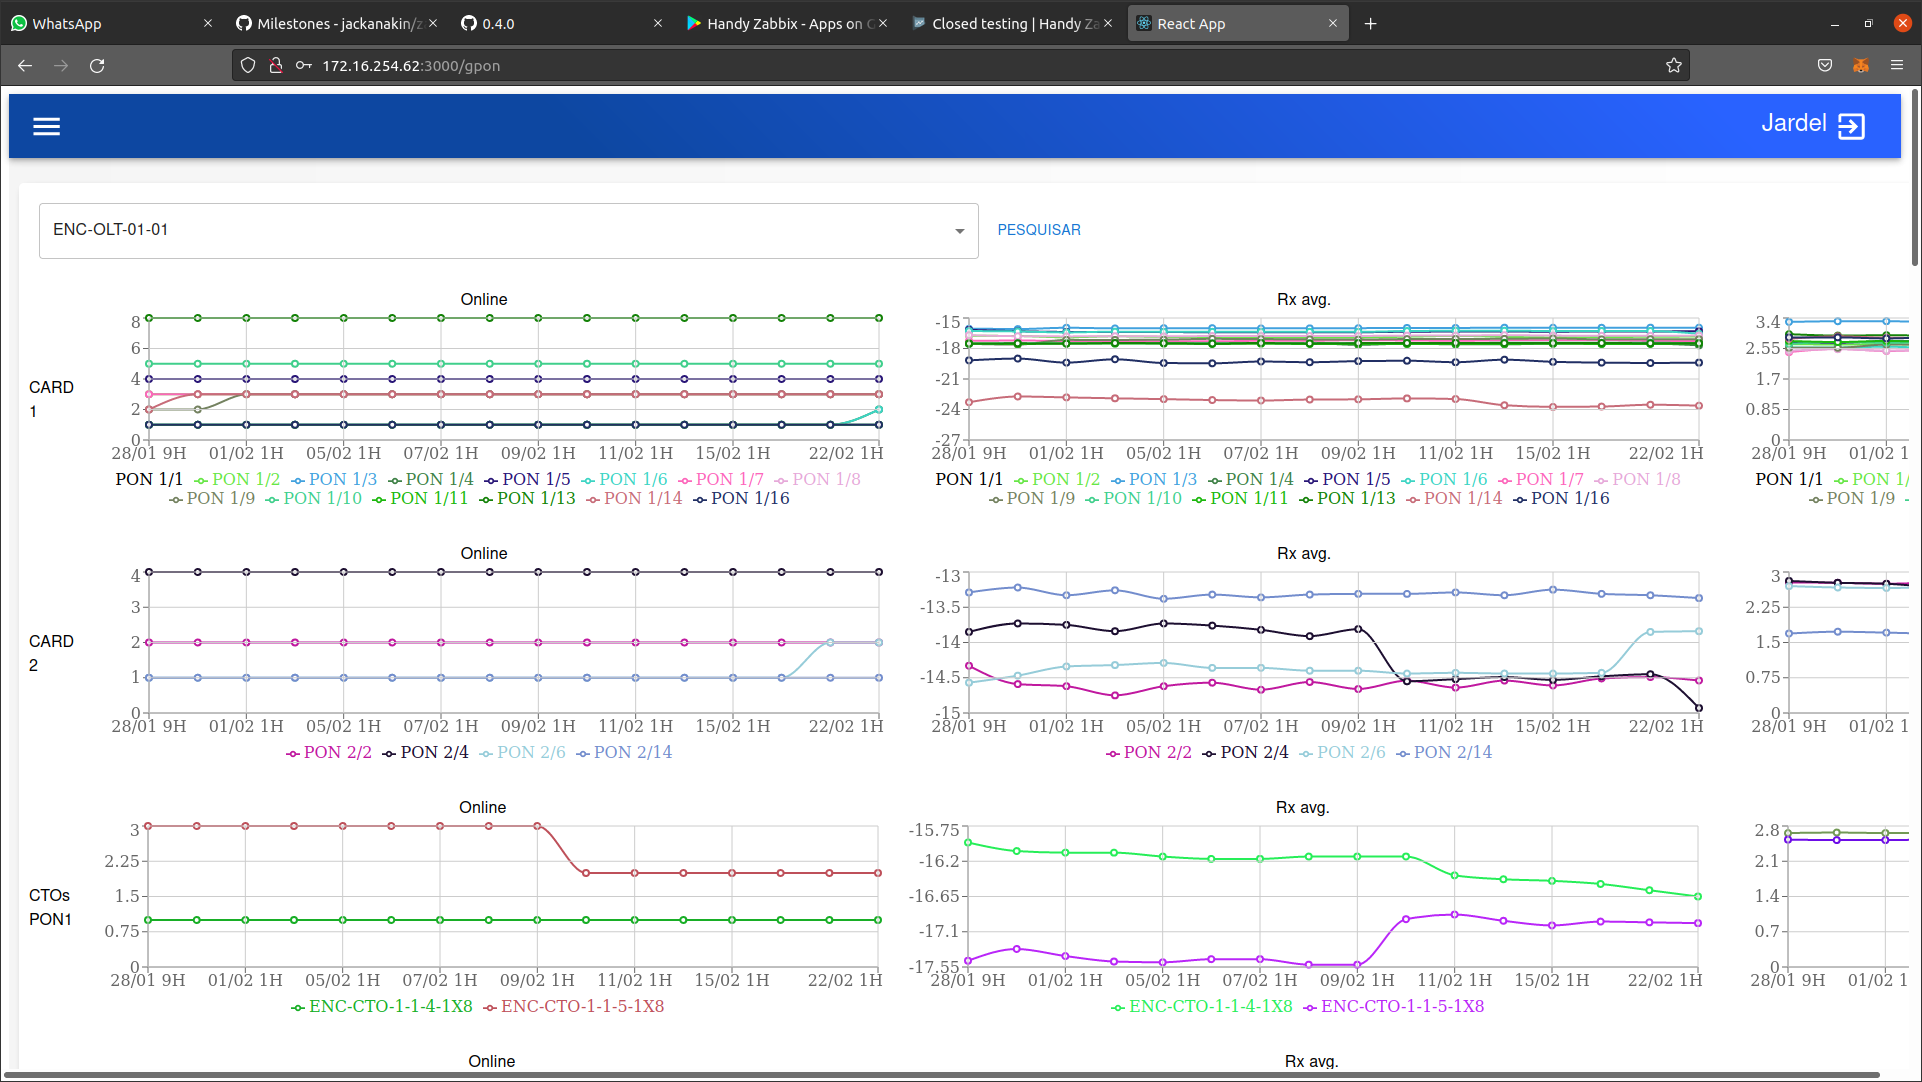 WhatsApp
Milestones - jackanakin/z
0.4.0
Handy Zabbix - Apps on G
Closed testing | Handy Za
React App
172.16.254.62:3000/gpon
Jardel
ENC-OLT-01-01
PESQUISAR
CARD 1
Online
8
6
4
2
0
28/01 9H 01/02 1H 05/02 1H 07/02 1H 09/02 1H 11/02 1H 15/02 1H 22/02 1H
PON 1/1 PON 1/2 PON 1/3 PON 1/4 PON 1/5 PON 1/6 PON 1/7 PON 1/8
PON 1/9 PON 1/10 PON 1/11 PON 1/13 PON 1/14 PON 1/16
Rx avg.
-15
-18
-21
-24
-27
28/01 9H 01/02 1H 05/02 1H 07/02 1H 09/02 1H 11/02 1H 15/02 1H 22/02 1H
PON 1/1 PON 1/2 PON 1/3 PON 1/4 PON 1/5 PON 1/6 PON 1/7 PON 1/8
PON 1/9 PON 1/10 PON 1/11 PON 1/13 PON 1/14 PON 1/16
3.4
2.55
1.7
0.85
0
28/01 9H 01/02 1
PON 1/1 PON 1/
PON 1/9
CARD 2
Online
4
3
2
1
0
28/01 9H 01/02 1H 05/02 1H 07/02 1H 09/02 1H 11/02 1H 15/02 1H 22/02 1H
PON 2/2 PON 2/4 PON 2/6 PON 2/14
Rx avg.
-13
-13.5
-14
-14.5
-15
28/01 9H 01/02 1H 05/02 1H 07/02 1H 09/02 1H 11/02 1H 15/02 1H 22/02 1H
PON 2/2 PON 2/4 PON 2/6 PON 2/14
3
2.25
1.5
0.75
0
28/01 9H 01/02 1
CTOs PON1
Online
3
2.25
1.5
0.75
0
28/01 9H 01/02 1H 05/02 1H 07/02 1H 09/02 1H 11/02 1H 15/02 1H 22/02 1H
ENC-CTO-1-1-4-1X8 ENC-CTO-1-1-5-1X8
Rx avg.
-15.75
-16.2
-16.65
-17.1
-17.55
28/01 9H 01/02 1H 05/02 1H 07/02 1H 09/02 1H 11/02 1H 15/02 1H 22/02 1H
ENC-CTO-1-1-4-1X8 ENC-CTO-1-1-5-1X8
2.8
2.1
1.4
0.7
0
28/01 9H 01/02 1
Online
Rx avg.